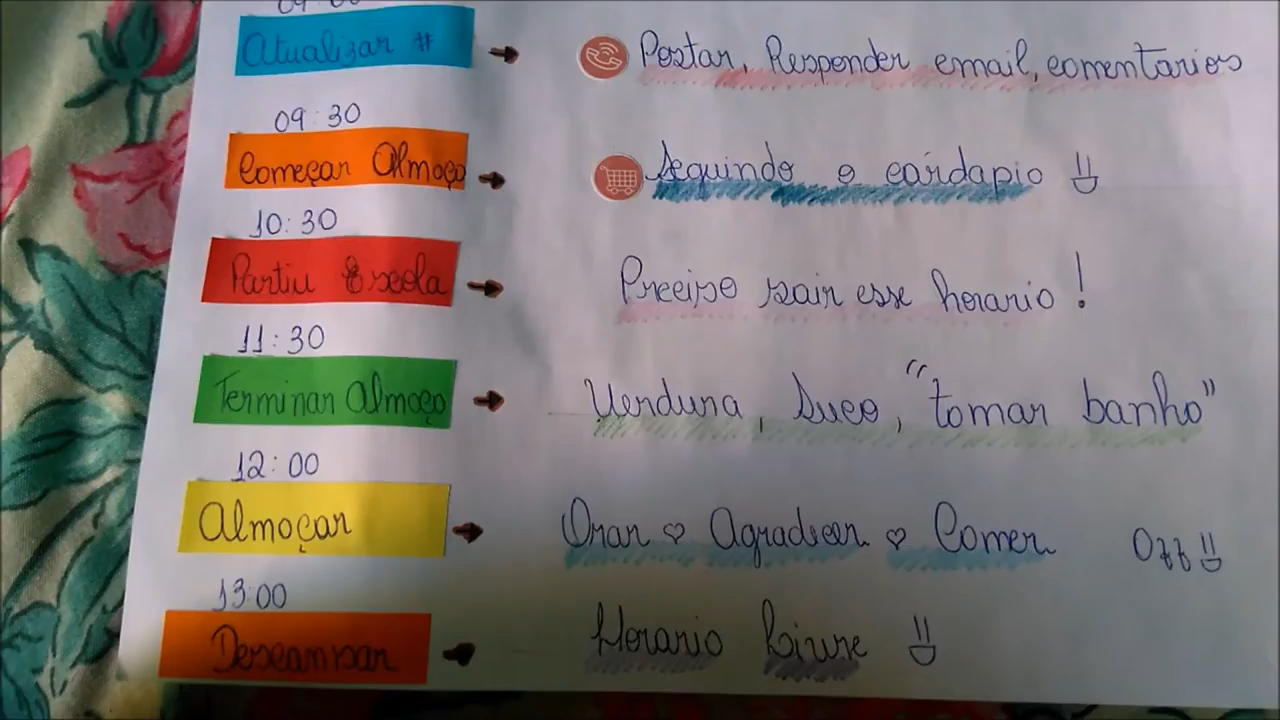 Atualizar # Postar, Responder email, comentarios
09:30
Começar Almoço Seguindo o cárdapio
10:30
Partiu Escola Preciso sair esse horario!
11:30
Terminar Almoço Verdura, Suco, "tomar banho"
12:00
Almoçar Orar ♡ Agradecer ♡ Comer Off
13:00
Descansar Horario Livre